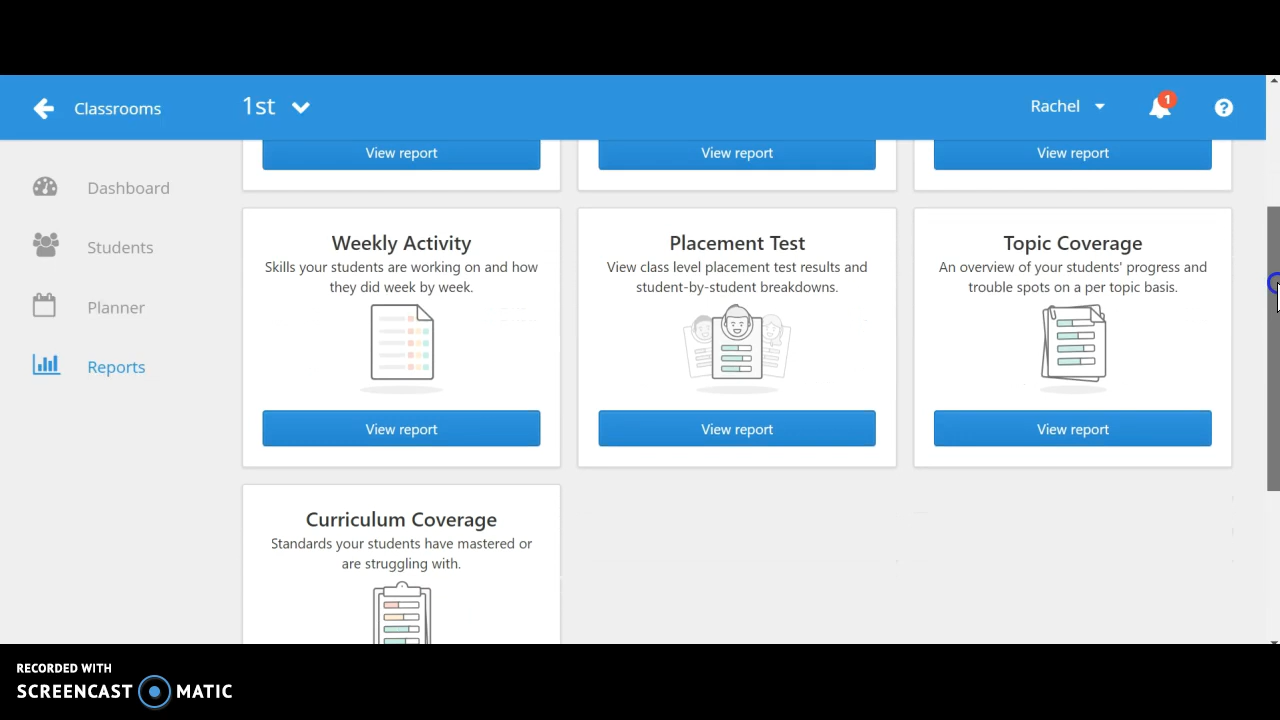 Classrooms
1st
Rachel
1
?
View report
View report
View report
Dashboard
Students
Planner
Reports
Weekly Activity
Skills your students are working on and how
they did week by week.
View report
Placement Test
View class level placement test results and
student-by-student breakdowns.
View report
Topic Coverage
An overview of your students' progress and
trouble spots on a per topic basis.
View report
Curriculum Coverage
Standards your students have mastered or
are struggling with.
RECORDED WITH
SCREENCAST MATIC